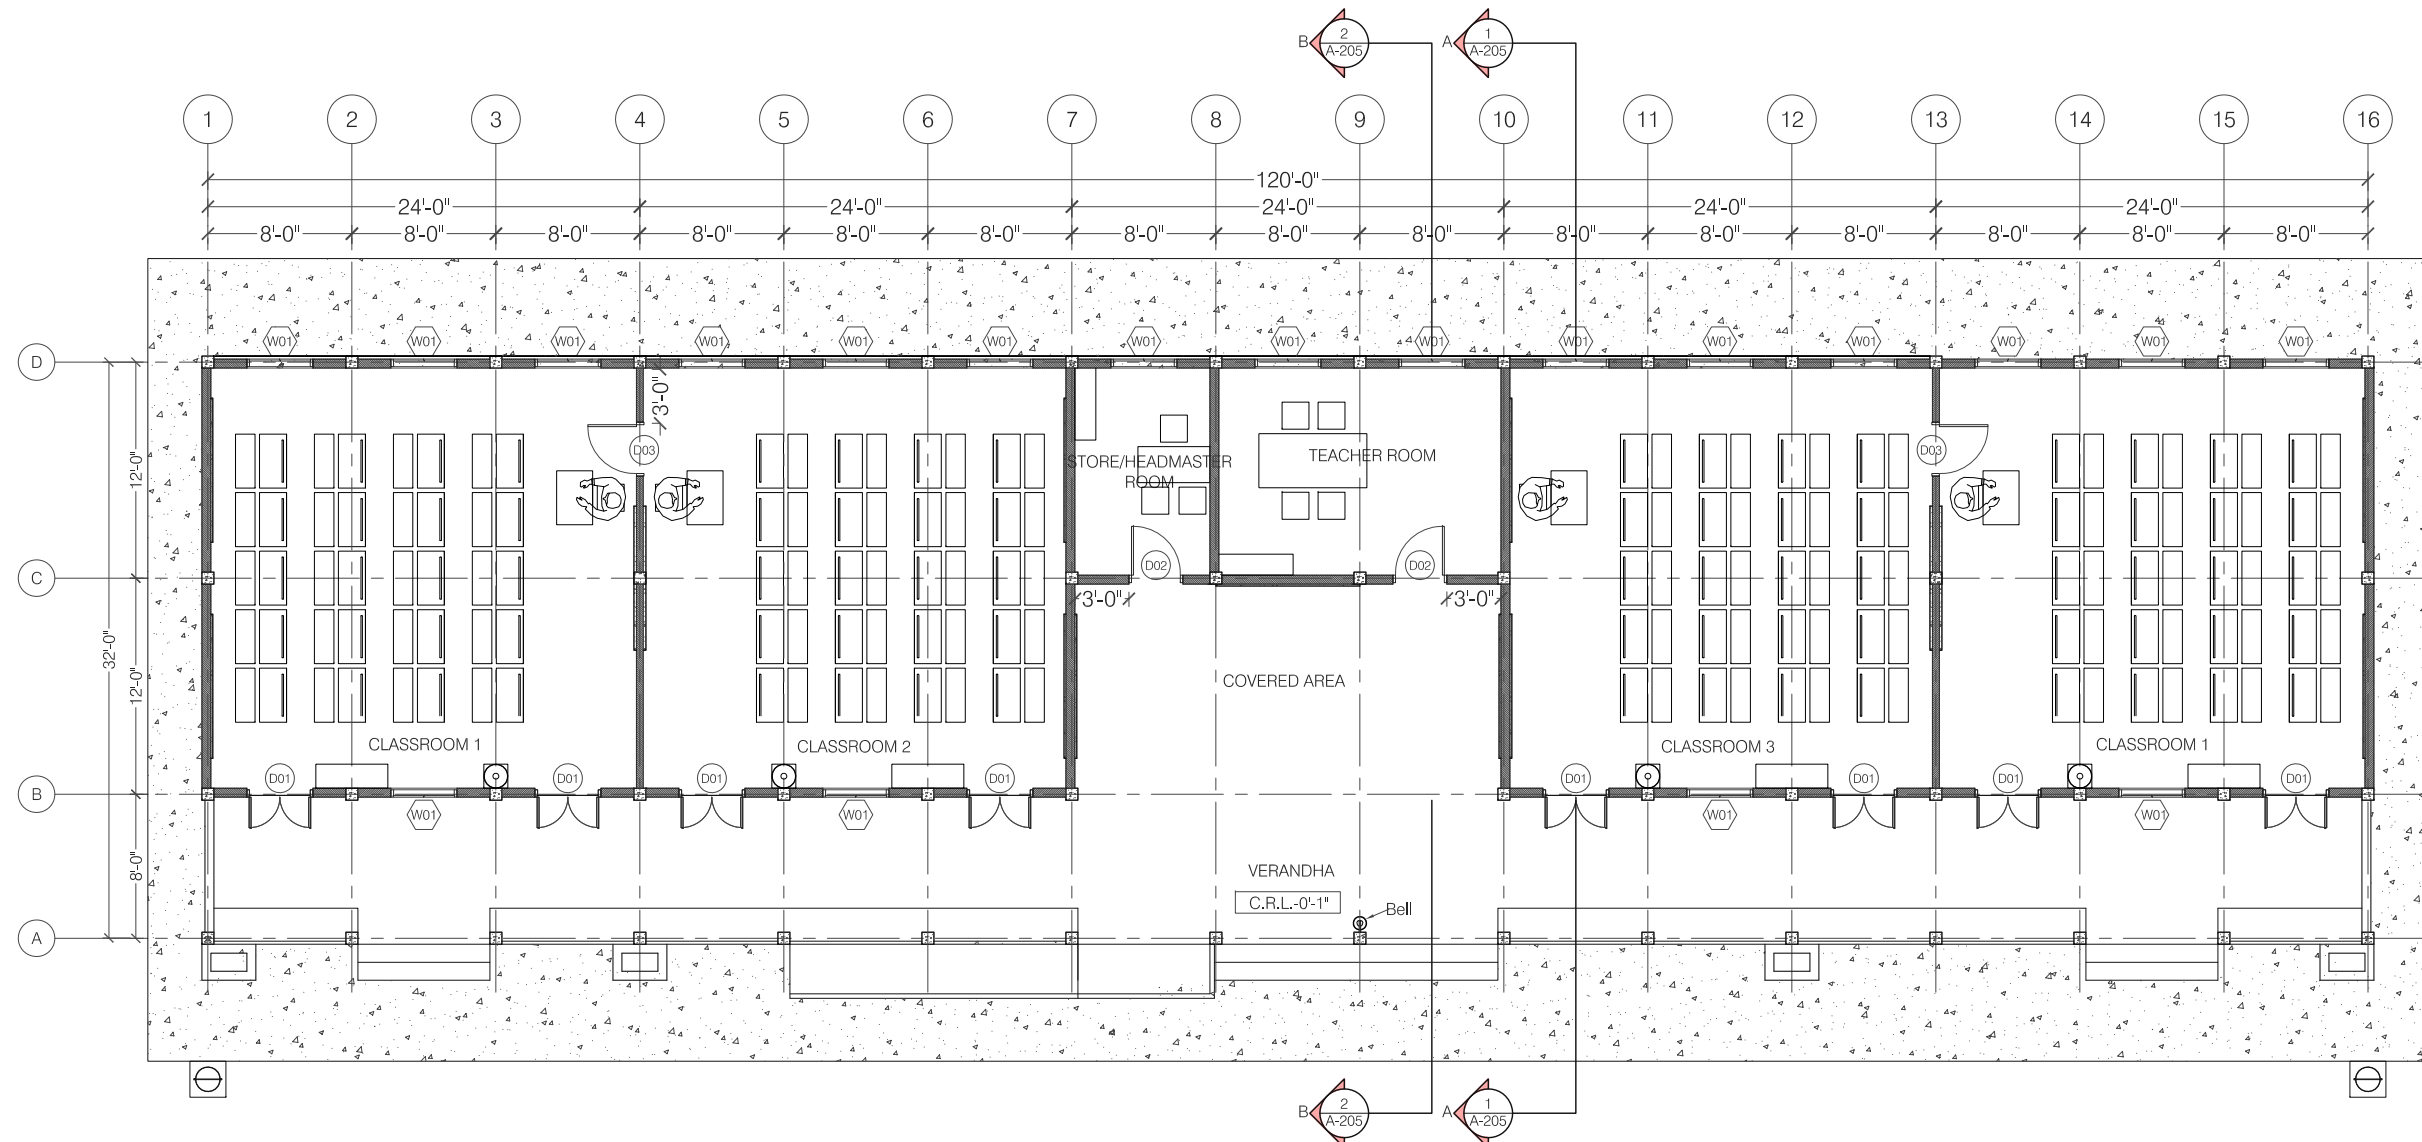 B 2 A-205 A 1 A-205
1 2 3 4 5 6 7 8 9 10 11 12 13 14 15 16
120'-0"
24'-0" 24'-0" 24'-0" 24'-0" 24'-0"
8'-0" 8'-0" 8'-0" 8'-0" 8'-0" 8'-0" 8'-0" 8'-0" 8'-0" 8'-0" 8'-0" 8'-0" 8'-0" 8'-0" 8'-0"
W01 W01 W01 W01 W01 W01 W01 W01 W01 W01 W01 W01 W01 W01 W01
D
3'-0"
D03 D03
12'-0"
STORE/HEADMASTER
ROOM
TEACHER ROOM
D02 D02
C
3'-0" 3'-0"
32'-0"
12'-0"
COVERED AREA
CLASSROOM 1 CLASSROOM 2 CLASSROOM 3 CLASSROOM 1
D01 D01 D01 D01 D01 D01 D01 D01
B
W01 W01 W01 W01
8'-0"
VERANDHA
C.R.L.-0'-1"
Bell
A
B 2 A-205 A 1 A-205